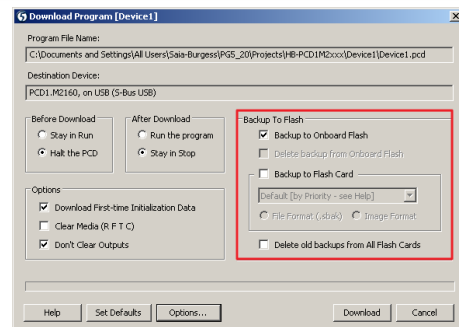 Download Program [Device1]
Program File Name:
C:\Documents and Settings\All Users\Saia-Burgess\PG5_20\Projects\HB-PCD1M2xxx\Device1\Device1.pcd
Destination Device:
PCD1.M2160, on USB (S-Bus USB)
Before Download
Stay in Run
Halt the PCD
After Download
Run the program
Stay in Stop
Options
Download First-time Initialization Data
Clear Media (R F T C)
Don't Clear Outputs
Backup To Flash
Backup to Onboard Flash
Delete backup from Onboard Flash
Backup to Flash Card
Default [by Priority - see Help]
File Format (.sbak) Image Format
Delete old backups from All Flash Cards
Help Set Defaults Options... Download Cancel